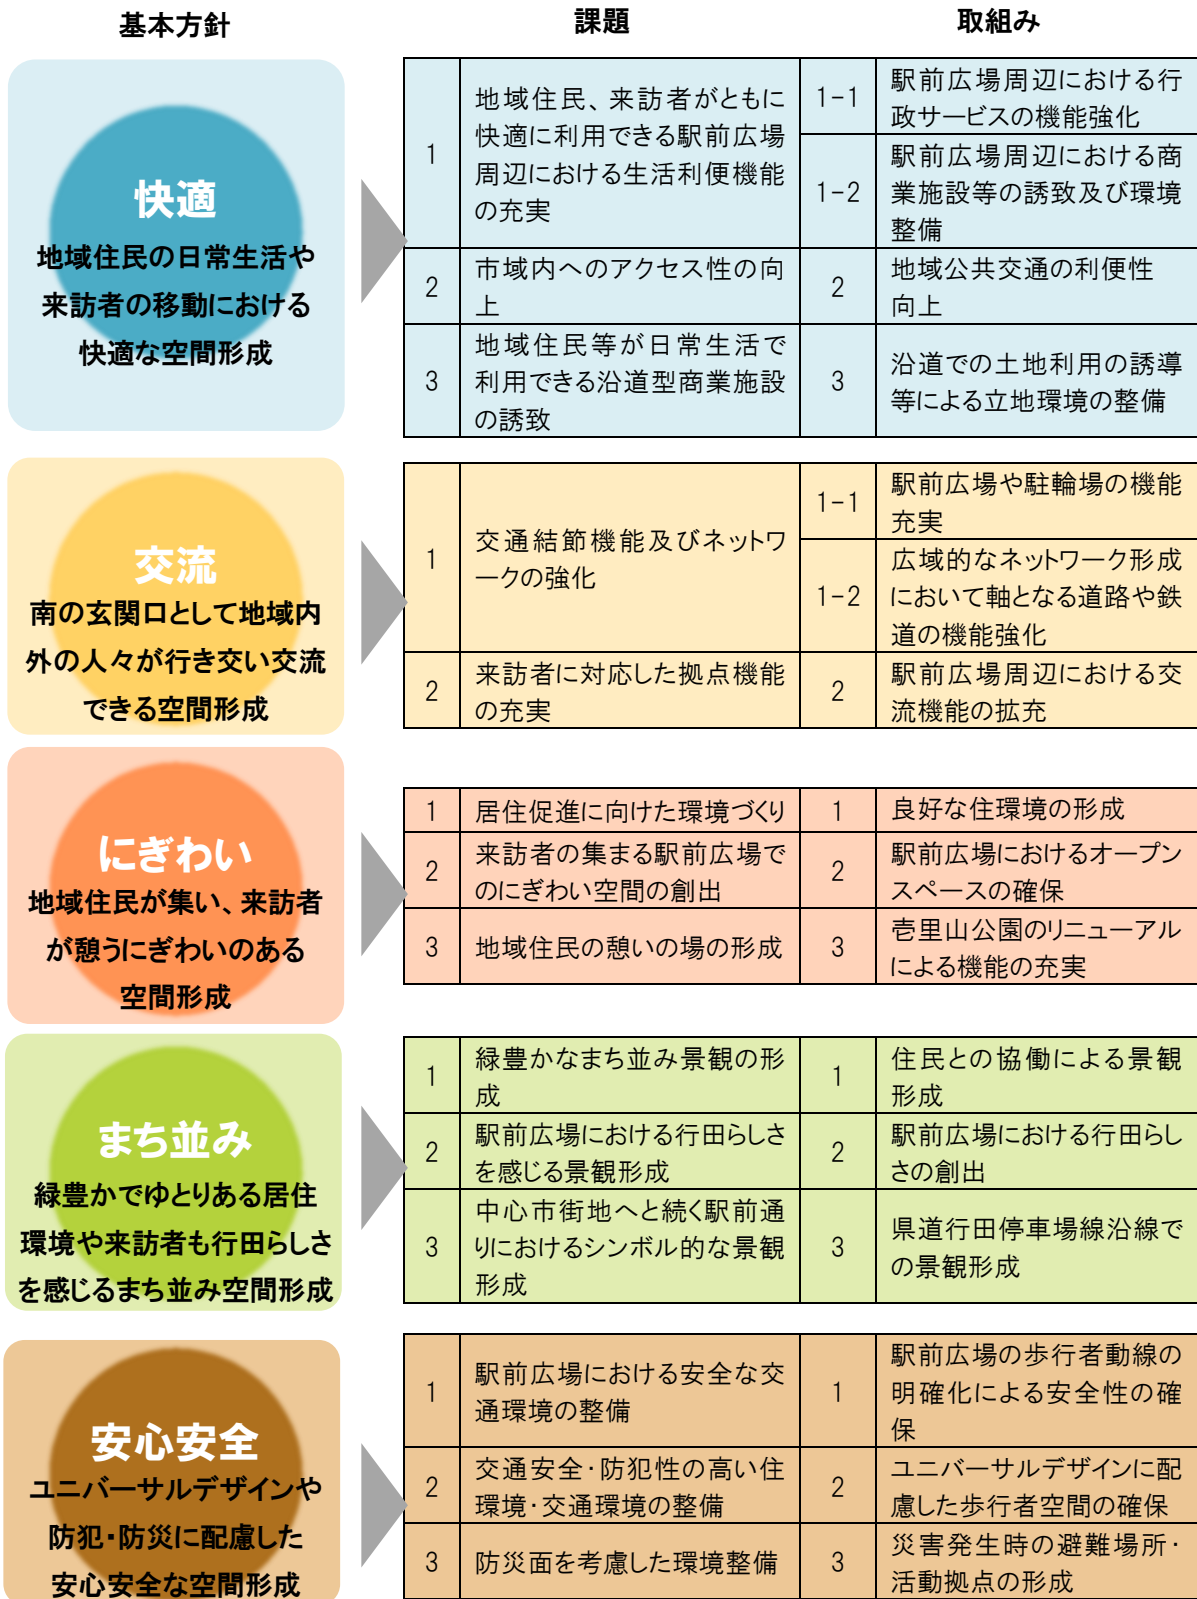 基本方針
課題
取組み
快適
地域住民の日常生活や
来訪者の移動における
快適な空間形成
1
地域住民、来訪者がともに
快適に利用できる駅前広場
周辺における生活利便機能
の充実
1-1
駅前広場周辺における行
政サービスの機能強化
1-2
駅前広場周辺における商
業施設等の誘致及び環境
整備
2
市域内へのアクセス性の向
上
2
地域公共交通の利便性
向上
3
地域住民等が日常生活で
利用できる沿道型商業施設
の誘致
3
沿道での土地利用の誘導
等による立地環境の整備
交流
南の玄関口として地域内
外の人々が行き交い交流
できる空間形成
1
交通結節機能及びネットワ
ークの強化
1-1
駅前広場や駐輪場の機能
充実
1-2
広域的なネットワーク形成
において軸となる道路や鉄
道の機能強化
2
来訪者に対応した拠点機能
の充実
2
駅前広場周辺における交
流機能の拡充
にぎわい
地域住民が集い、来訪者
が憩うにぎわいのある
空間形成
1
居住促進に向けた環境づくり
1
良好な住環境の形成
2
来訪者の集まる駅前広場で
のにぎわい空間の創出
2
駅前広場におけるオープン
スペースの確保
3
地域住民の憩いの場の形成
3
壱里山公園のリニューアル
による機能の充実
まち並み
緑豊かでゆとりある居住
環境や来訪者も行田らしさ
を感じるまち並み空間形成
1
緑豊かなまち並み景観の形
成
1
住民との協働による景観
形成
2
駅前広場における行田らしさ
を感じる景観形成
2
駅前広場における行田らし
さの創出
3
中心市街地へと続く駅前通
りにおけるシンボル的な景観
形成
3
県道行田停車場線沿線で
の景観形成
安心安全
ユニバーサルデザインや
防犯・防災に配慮した
安心安全な空間形成
1
駅前広場における安全な交
通環境の整備
1
駅前広場の歩行者動線の
明確化による安全性の確
保
2
交通安全・防犯性の高い住
環境・交通環境の整備
2
ユニバーサルデザインに配
慮した歩行者空間の確保
3
防災面を考慮した環境整備
3
災害発生時の避難場所・
活動拠点の形成